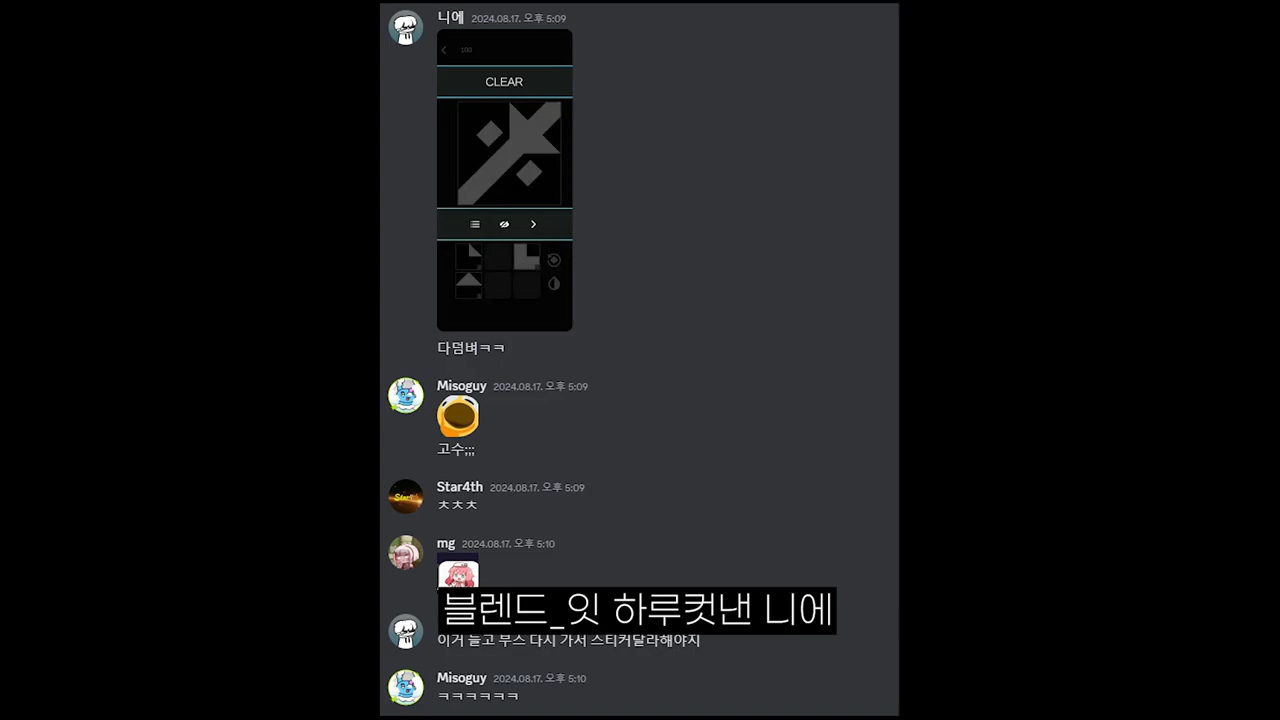 니에 2024.08.17. 오후 5:09
100
CLEAR
다덤벼ㅋㅋ
Misoguy 2024.08.17. 오후 5:09
고수;;;
Star4th 2024.08.17. 오후 5:09
ㅊㅊㅊ
mg 2024.08.17. 오후 5:10
블렌드_잇 하루컷낸 니에
이거 들고 부스 다시 가서 스티커달라해야지
Misoguy 2024.08.17. 오후 5:10
ㅋㅋㅋㅋㅋㅋ